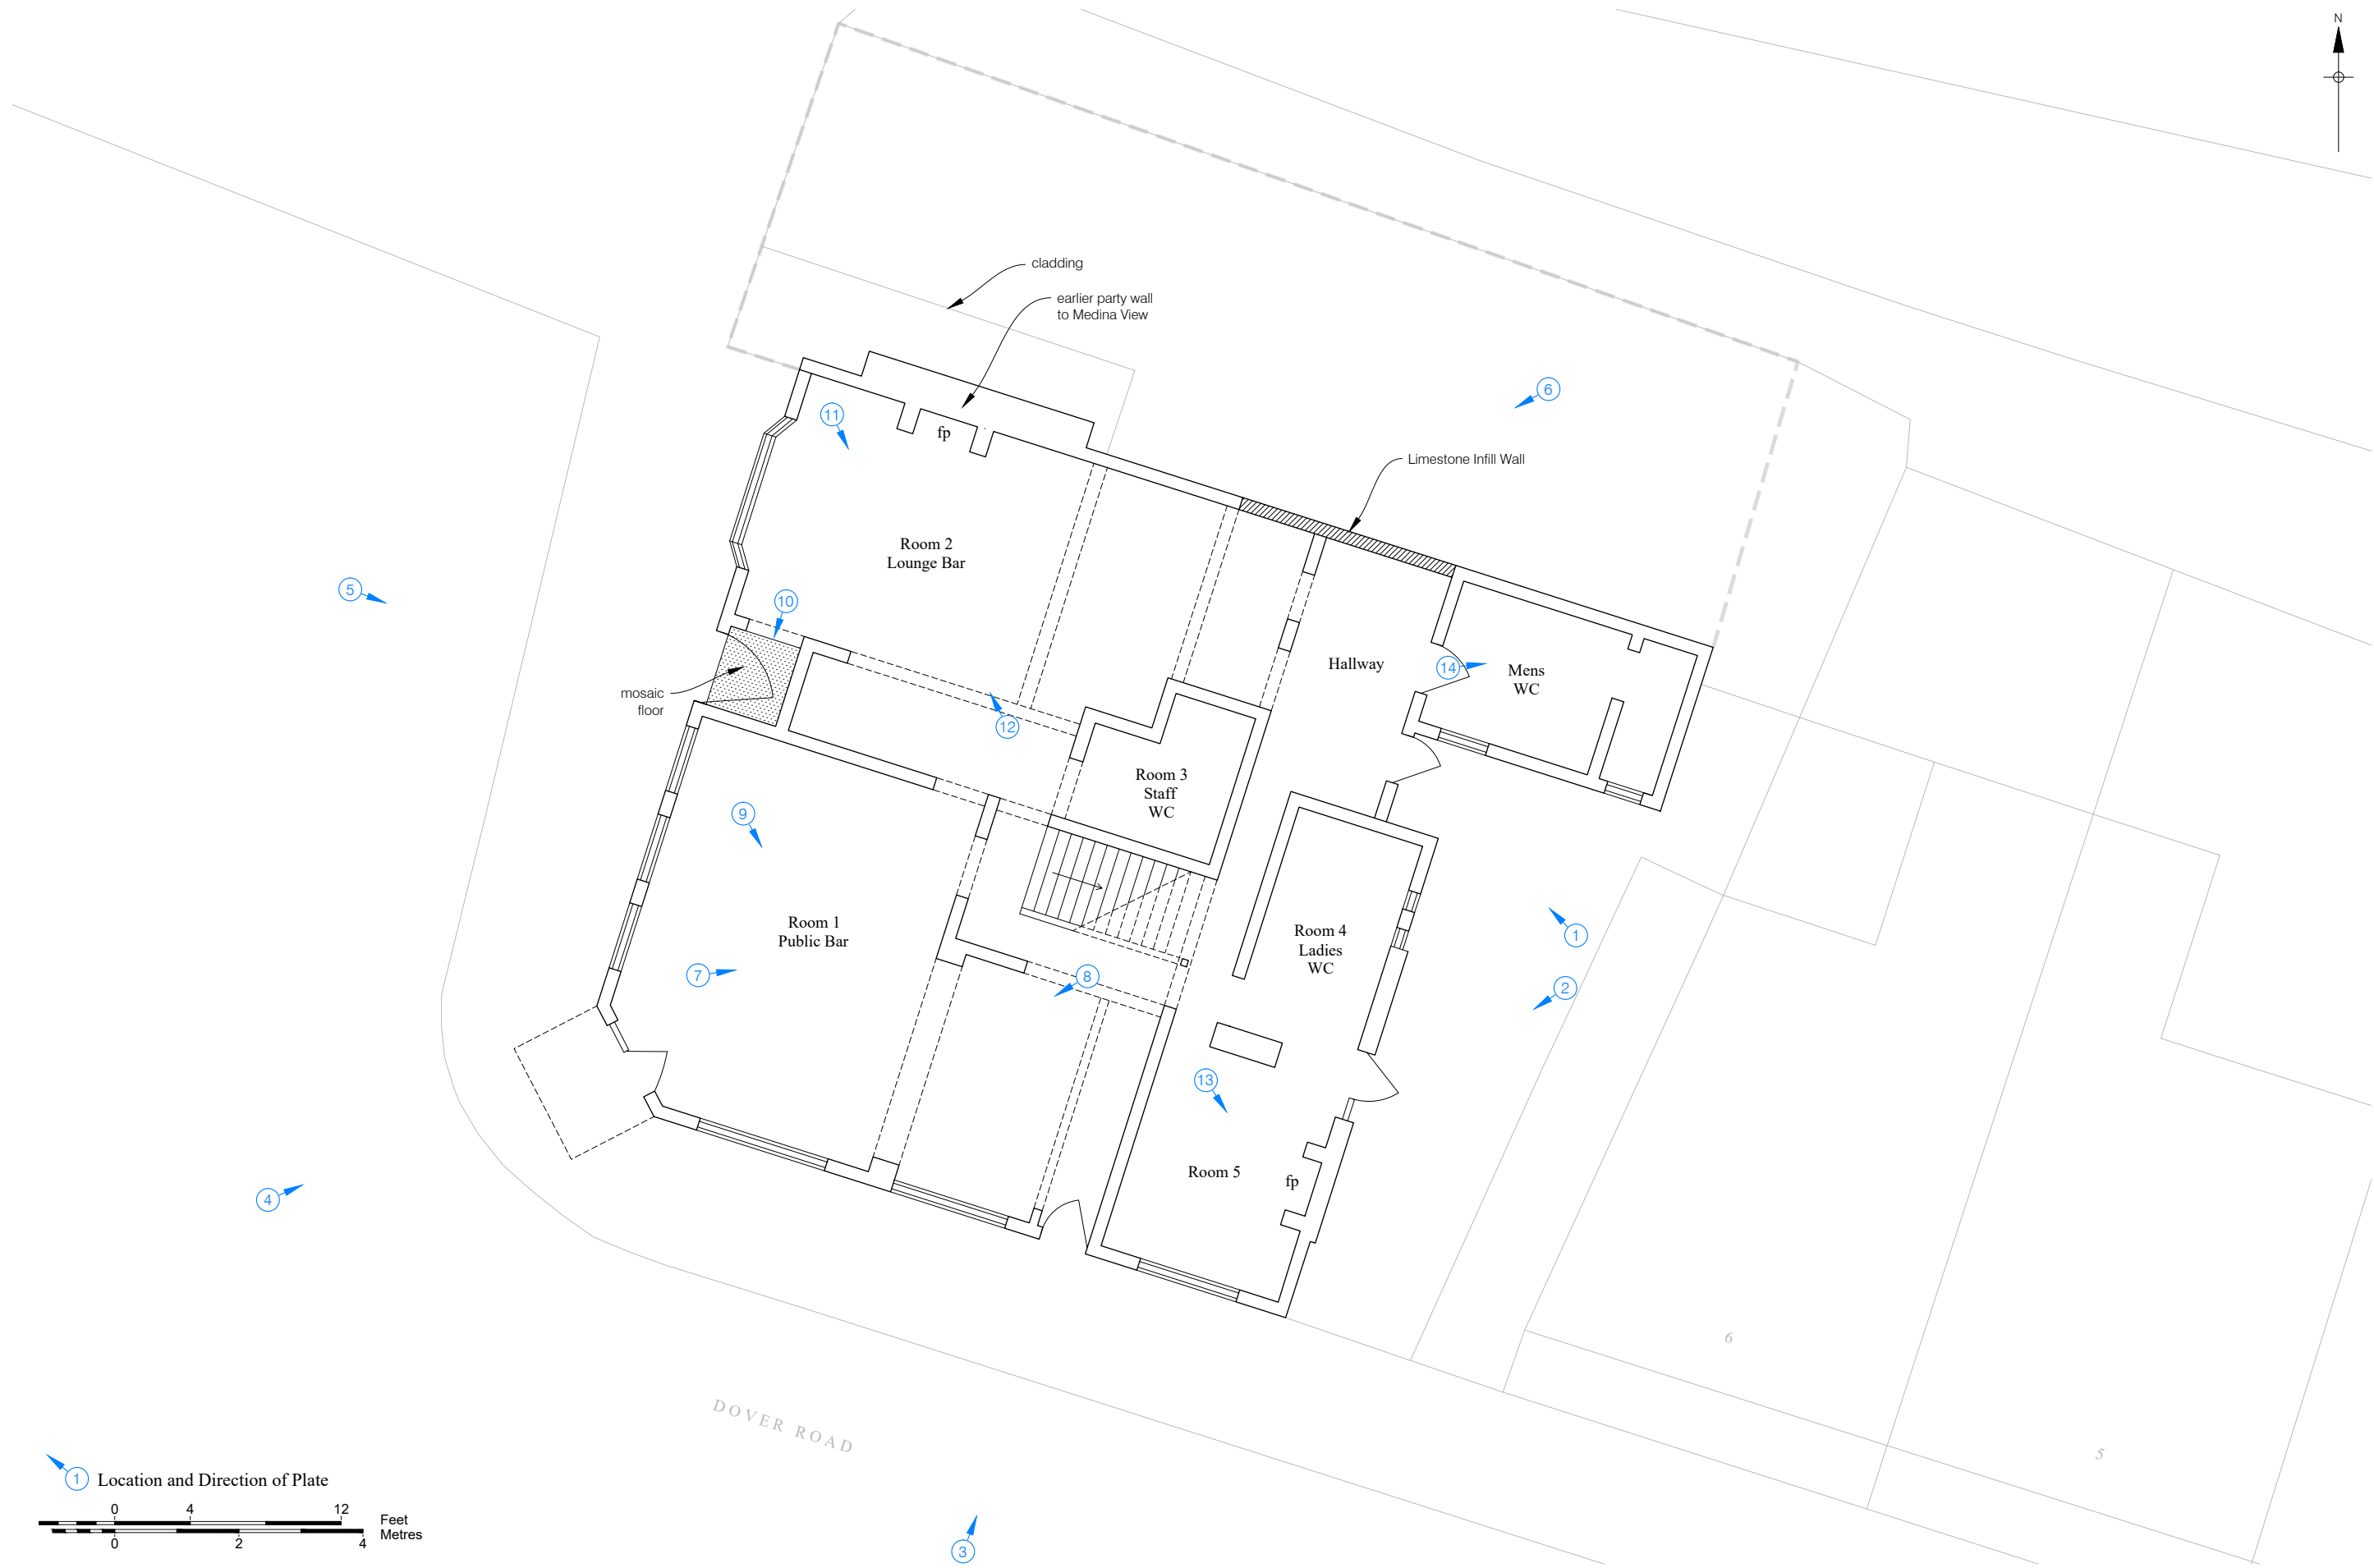 N
cladding
earlier party wall
to Medina View
6
11
fp
Limestone Infill Wall
Room 2
Lounge Bar
5
10
Hallway
14
Mens
WC
mosaic
floor
12
Room 3
Staff
WC
9
Room 1
Public Bar
Room 4
Ladies
WC
1
7
8
2
13
Room 5
fp
4
6
DOVER ROAD
5
1
Location and Direction of Plate
0 4 12
Feet
Metres
0 2 4
3